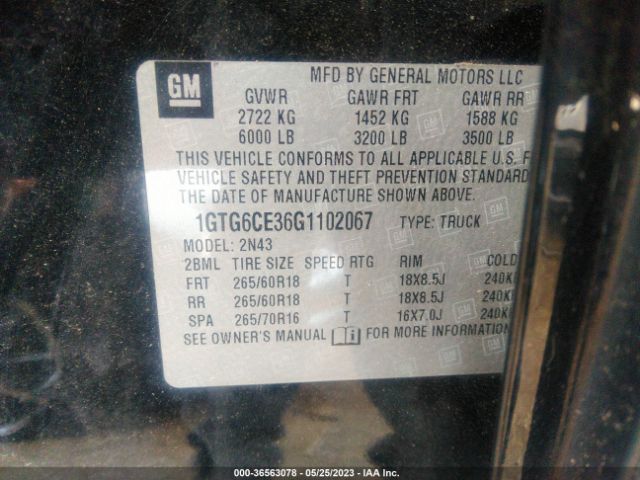 GM
MFD BY GENERAL MOTORS LLC
GVWR GAWR FRT GAWR RR
2722 KG 1452 KG 1588 KG
6000 LB 3200 LB 3500 LB
THIS VEHICLE CONFORMS TO ALL APPLICABLE U.S. F
VEHICLE SAFETY AND THEFT PREVENTION STANDARD
THE DATE OF MANUFACTURE SHOWN ABOVE.
1GTG6CE36G1102067 TYPE: TRUCK
MODEL: 2N43
2BML TIRE SIZE SPEED RTG RIM COLD
FRT 265/60R18 T 18X8.5J 240K
RR 265/60R18 T 18X8.5J 240K
SPA 265/70R16 T 16X7.0J 240K
SEE OWNER'S MANUAL FOR MORE INFORMATION
000-36563078 - 05/25/2023 - IAA Inc.